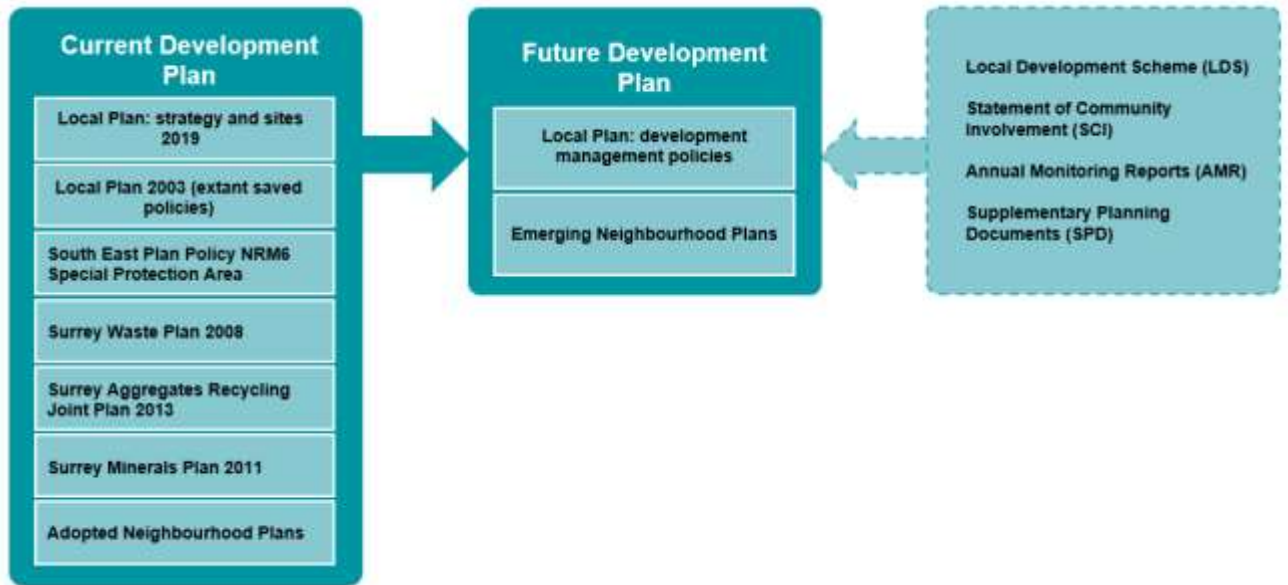 Current Development
Plan
Local Plan: strategy and sites
2019
Local Plan 2003 (extant saved
policies)
South East Plan Policy NRM6
Special Protection Area
Surrey Waste Plan 2008
Surrey Aggregates Recycling
Joint Plan 2013
Surrey Minerals Plan 2011
Adopted Neighbourhood Plans
Future Development
Plan
Local Plan: development
management policies
Emerging Neighbourhood Plans
Local Development Scheme (LDS)
Statement of Community
Involvement (SCI)
Annual Monitoring Reports (AMR)
Supplementary Planning
Documents (SPD)